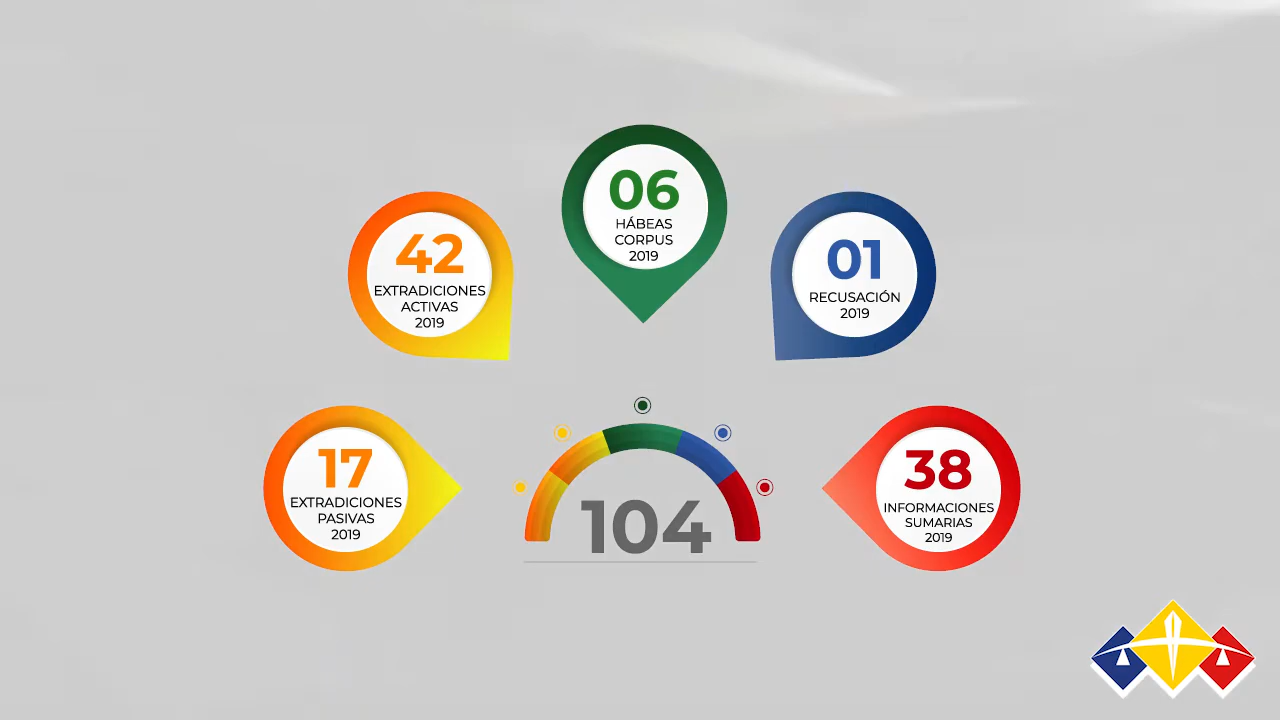 06
HÁBEAS
CORPUS
2019
42
EXTRADICIONES
ACTIVAS
2019
01
RECUSACIÓN
2019
17
EXTRADICIONES
PASIVAS
2019
104
38
INFORMACIONES
SUMARIAS
2019